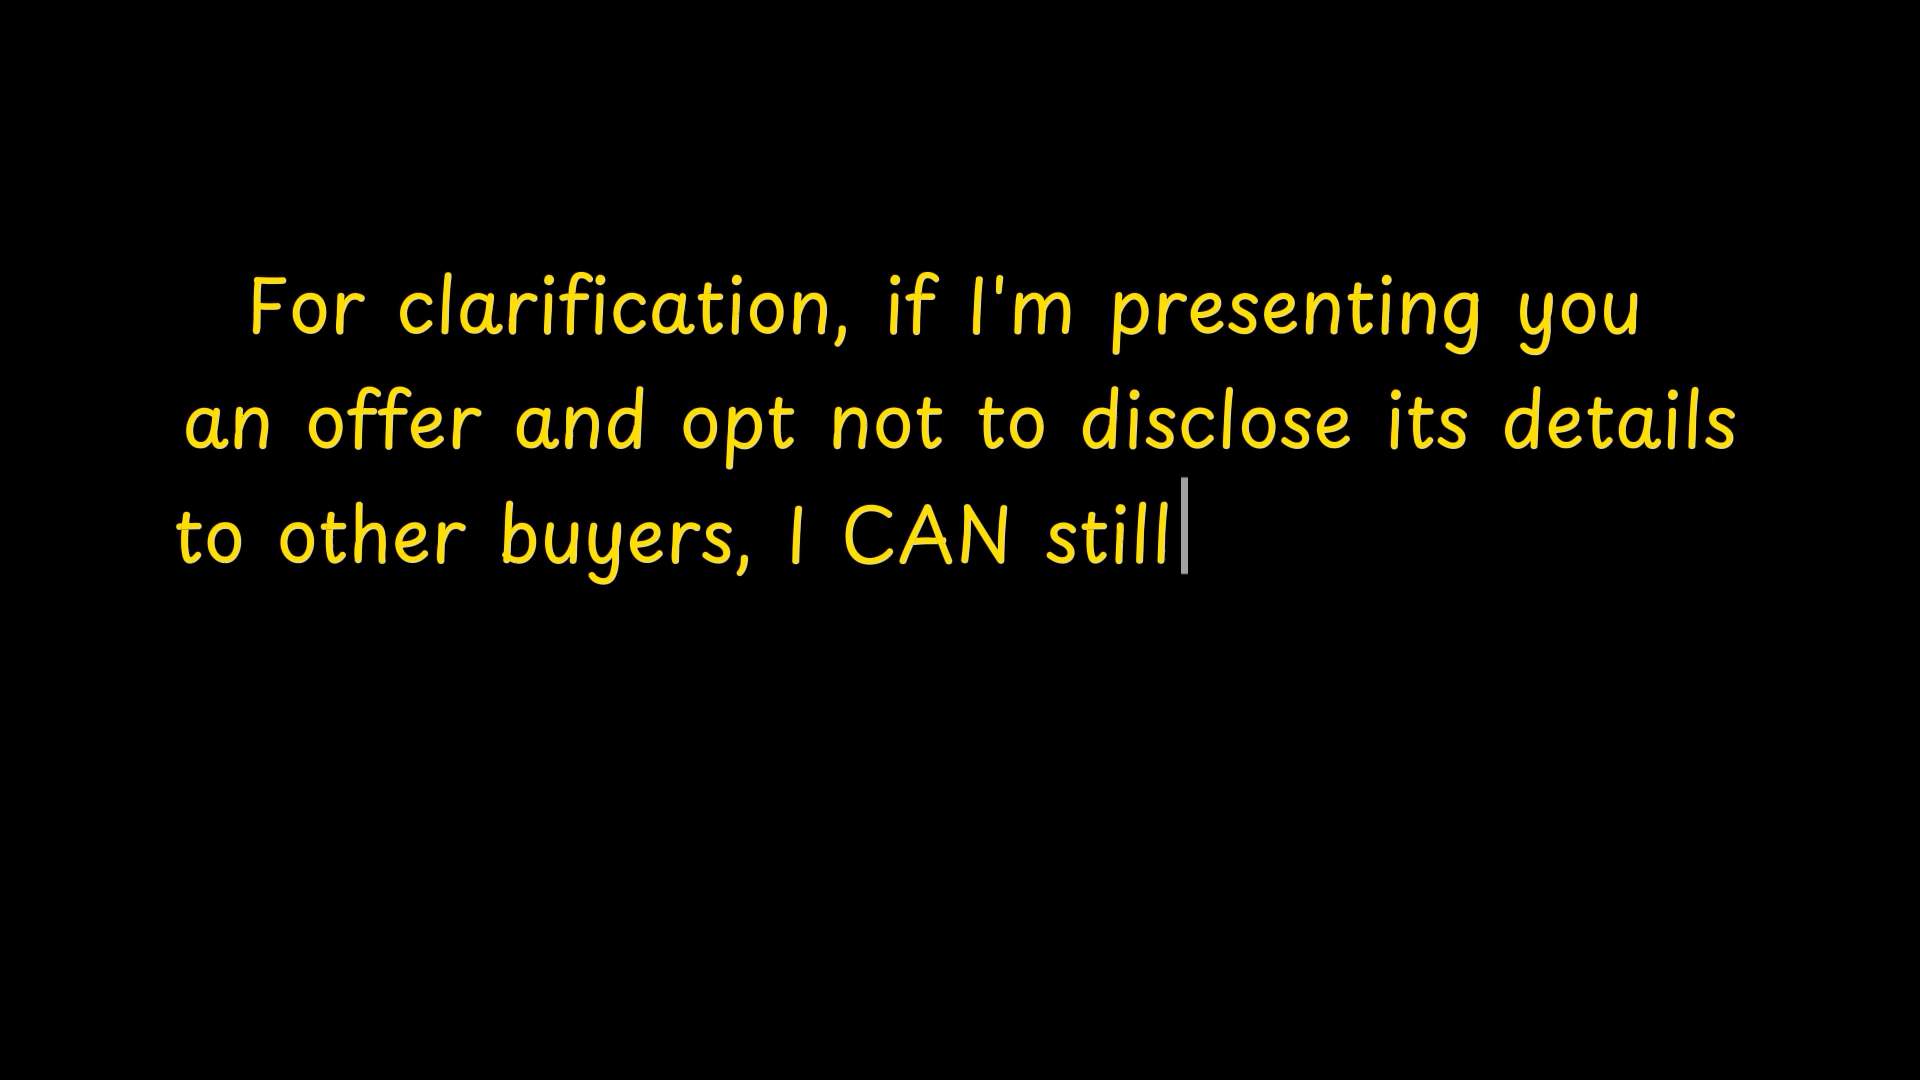 For clarification, if I'm presenting you
an offer and opt not to disclose its details
to other buyers, I CAN still